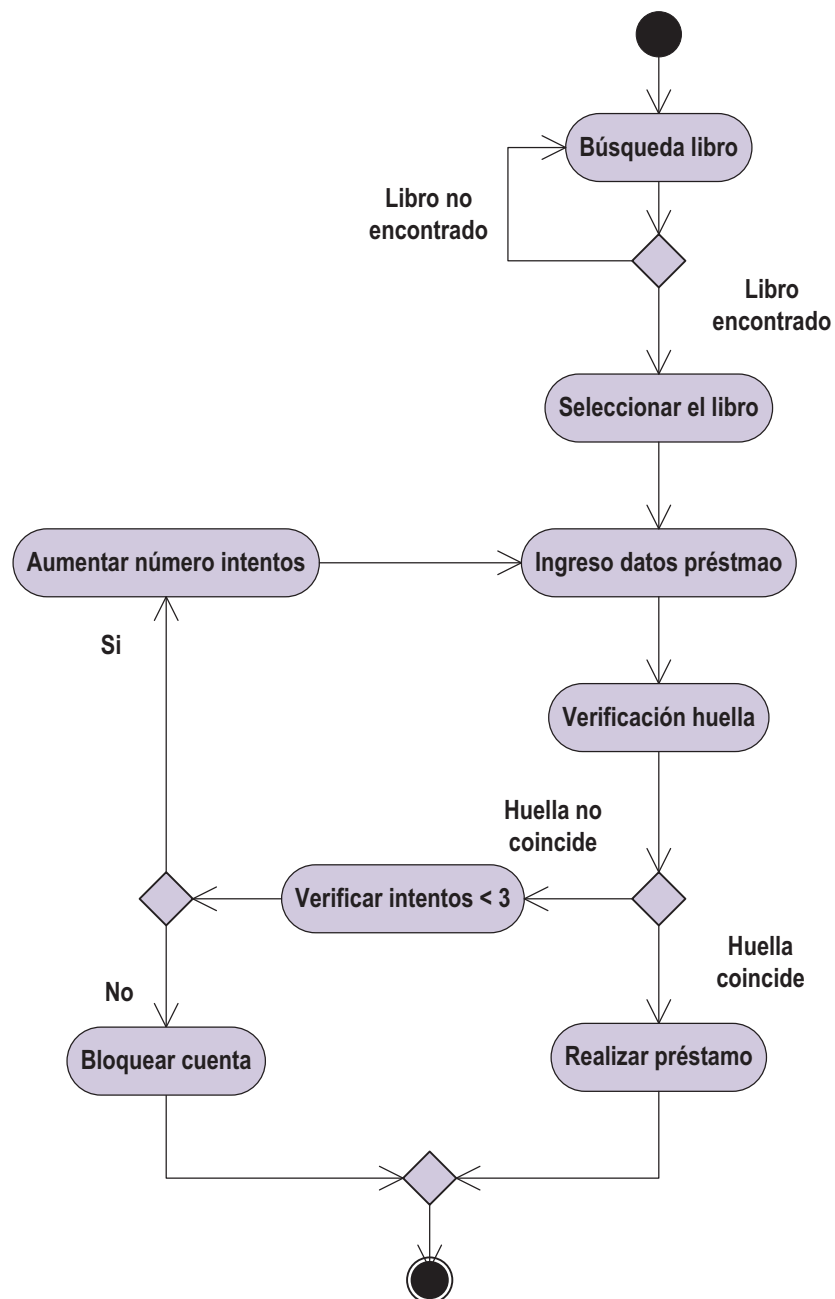 Búsqueda libro
Libro no
encontrado
Libro
encontrado
Seleccionar el libro
Aumentar número intentos
Ingreso datos préstmao
Si
Verificación huella
Huella no
coincide
Verificar intentos < 3
Huella
coincide
No
Bloquear cuenta
Realizar préstamo